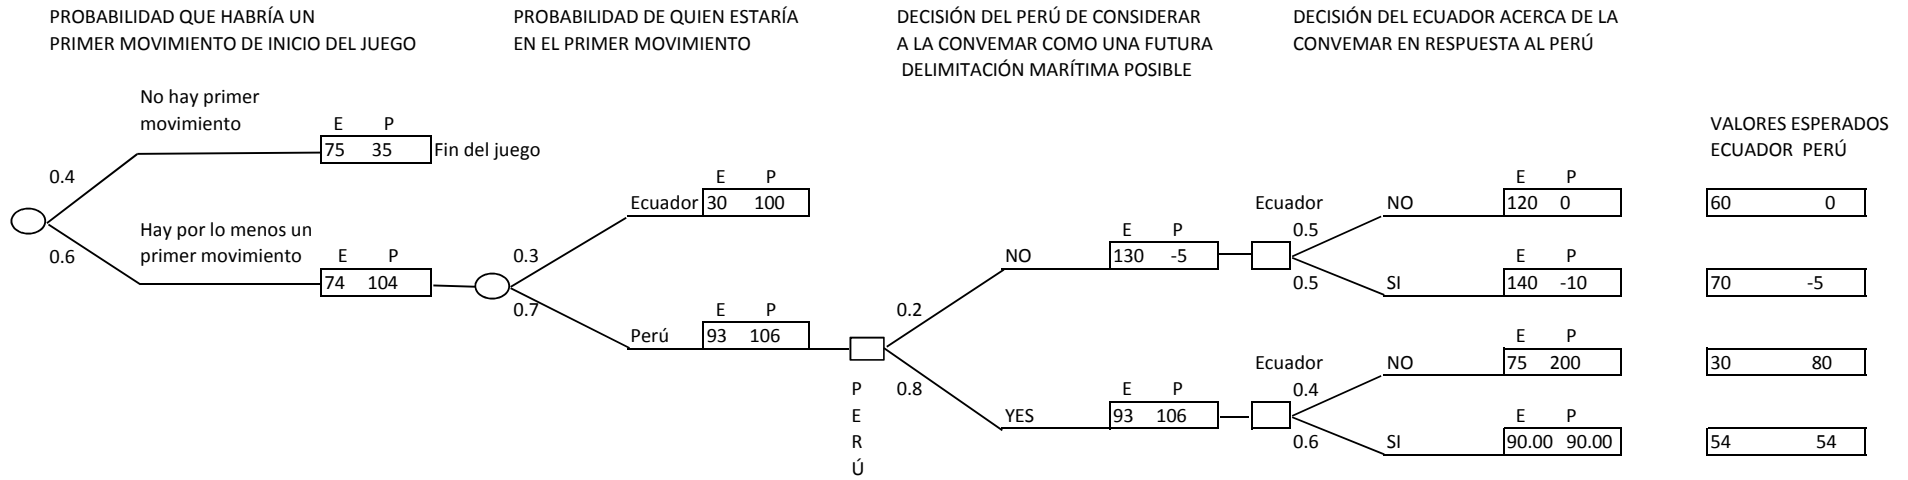 PROBABILIDAD QUE HABRÍA UN
PRIMER MOVIMIENTO DE INICIO DEL JUEGO
PROBABILIDAD DE QUIEN ESTARÍA
EN EL PRIMER MOVIMIENTO
DECISIÓN DEL PERÚ DE CONSIDERAR
A LA CONVEMAR COMO UNA FUTURA
DELIMITACIÓN MARÍTIMA POSIBLE
DECISIÓN DEL ECUADOR ACERCA DE LA
CONVEMAR EN RESPUESTA AL PERÚ
No hay primer
movimiento
E P
75 35 Fin del juego
0.4
Hay por lo menos un
primer movimiento
0.6
E P
74 104
0.3
0.7
E P
Ecuador 30 100
E P
Perú 93 106
P
E
R
Ú
0.2
0.8
NO
E P
130 -5
YES
E P
93 106
Ecuador
0.5
0.5
NO
E P
120 0
SI
E P
140 -10
Ecuador
0.4
0.6
NO
E P
75 200
SI
E P
90.00 90.00
VALORES ESPERADOS
ECUADOR PERÚ
60 0
70 -5
30 80
54 54